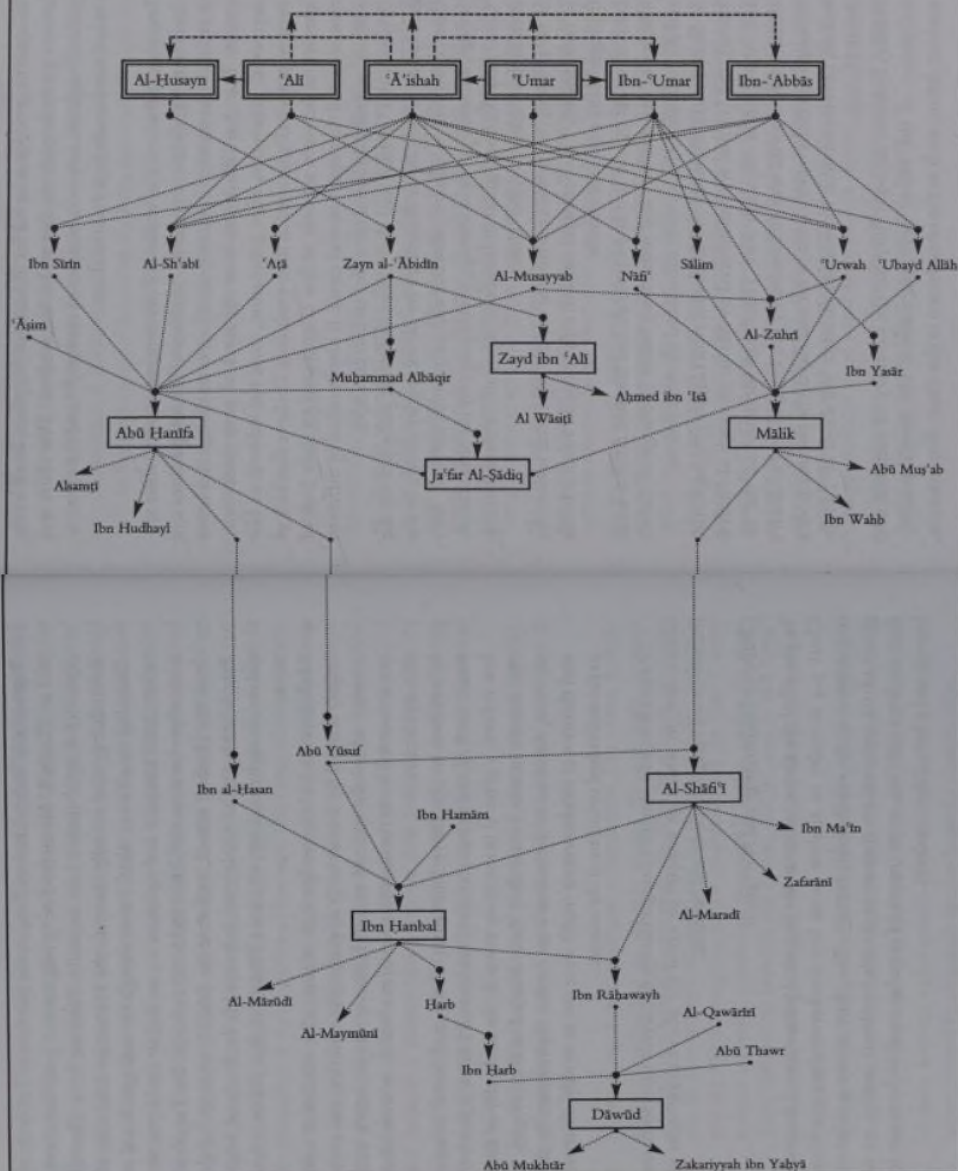 Al-Ḥusayn
ʿAlī
ʿĀʾishah
ʿUmar
Ibn-ʿUmar
Ibn-ʿAbbās
Ibn Sīrīn
Al-Shʿabī
ʿAṭā
Zayn al-ʿĀbidīn
Al-Musayyab
Nāfiʿ
Sālim
ʿUrwah
ʿUbayd Allāh
ʿĀṣim
Al-Zuhrī
Zayd ibn ʿAlī
Ibn Yasār
Muḥammad Albāqir
Aḥmed ibn ʿIsā
Al Wāsiṭī
Abū Ḥanīfa
Mālik
Jaʿfar Al-Ṣādiq
Abū Muṣʿab
Alsamṭī
Ibn Wahb
Ibn Hudhayl
Abū Yūsuf
Ibn al-Ḥasan
Al-Shāfiʿī
Ibn Hamām
Ibn Maʿīn
Zafarānī
Al-Maradī
Ibn Ḥanbal
Al-Mārūdī
Ḥarb
Ibn Rāḥawayh
Al-Qawārīrī
Al-Maymūnī
Abū Thawr
Ibn Ḥarb
Dāwūd
Abū Mukhtār
Zakariyyah ibn Yaḥyā